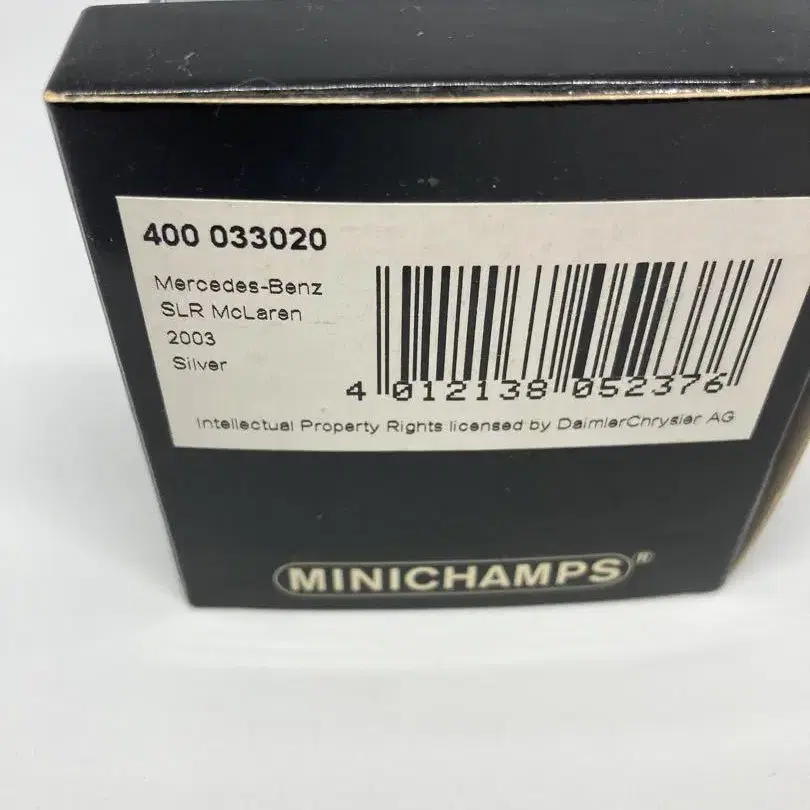 400 033020
Mercedes-Benz
SLR McLaren
2003
Silver
4 012138 052376
Intellectual Property Rights licensed by DaimlerChrysler AG
MINICHAMPS®